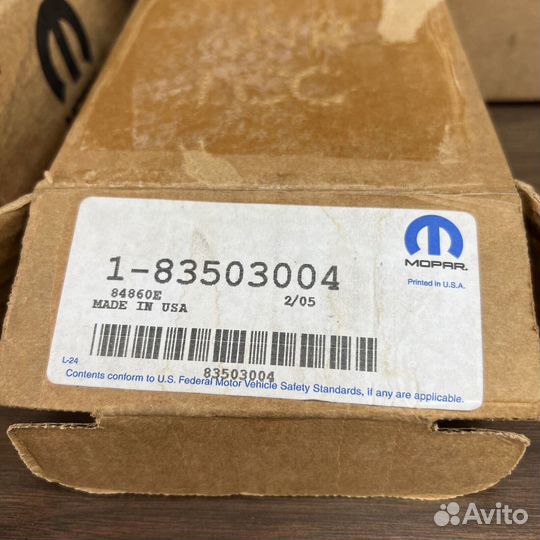 1-83503004
84860E 2/05
MADE IN USA
MOPAR.
Printed in U.S.A.
L-24
83503004
Contents conform to U.S. Federal Motor Vehicle Safety Standards, if any are applicable.
Avito